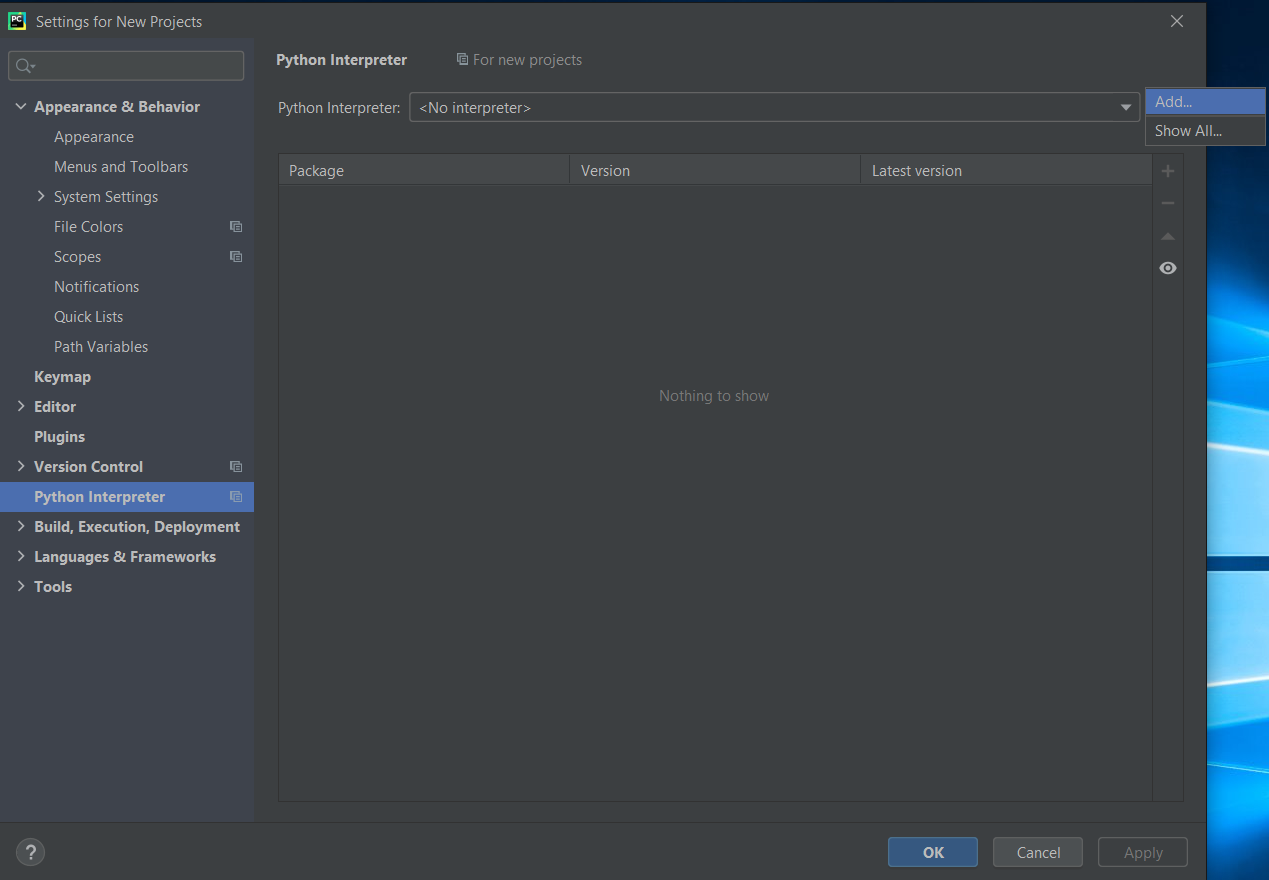 PC Settings for New Projects
Python Interpreter
For new projects
Appearance & Behavior
Python Interpreter: <No interpreter>
Add...
Show All...
Appearance
Menus and Toolbars
System Settings
File Colors
Scopes
Notifications
Quick Lists
Path Variables
Keymap
Editor
Plugins
Version Control
Python Interpreter
Build, Execution, Deployment
Languages & Frameworks
Tools
Package Version Latest version
Nothing to show
?
OK Cancel Apply